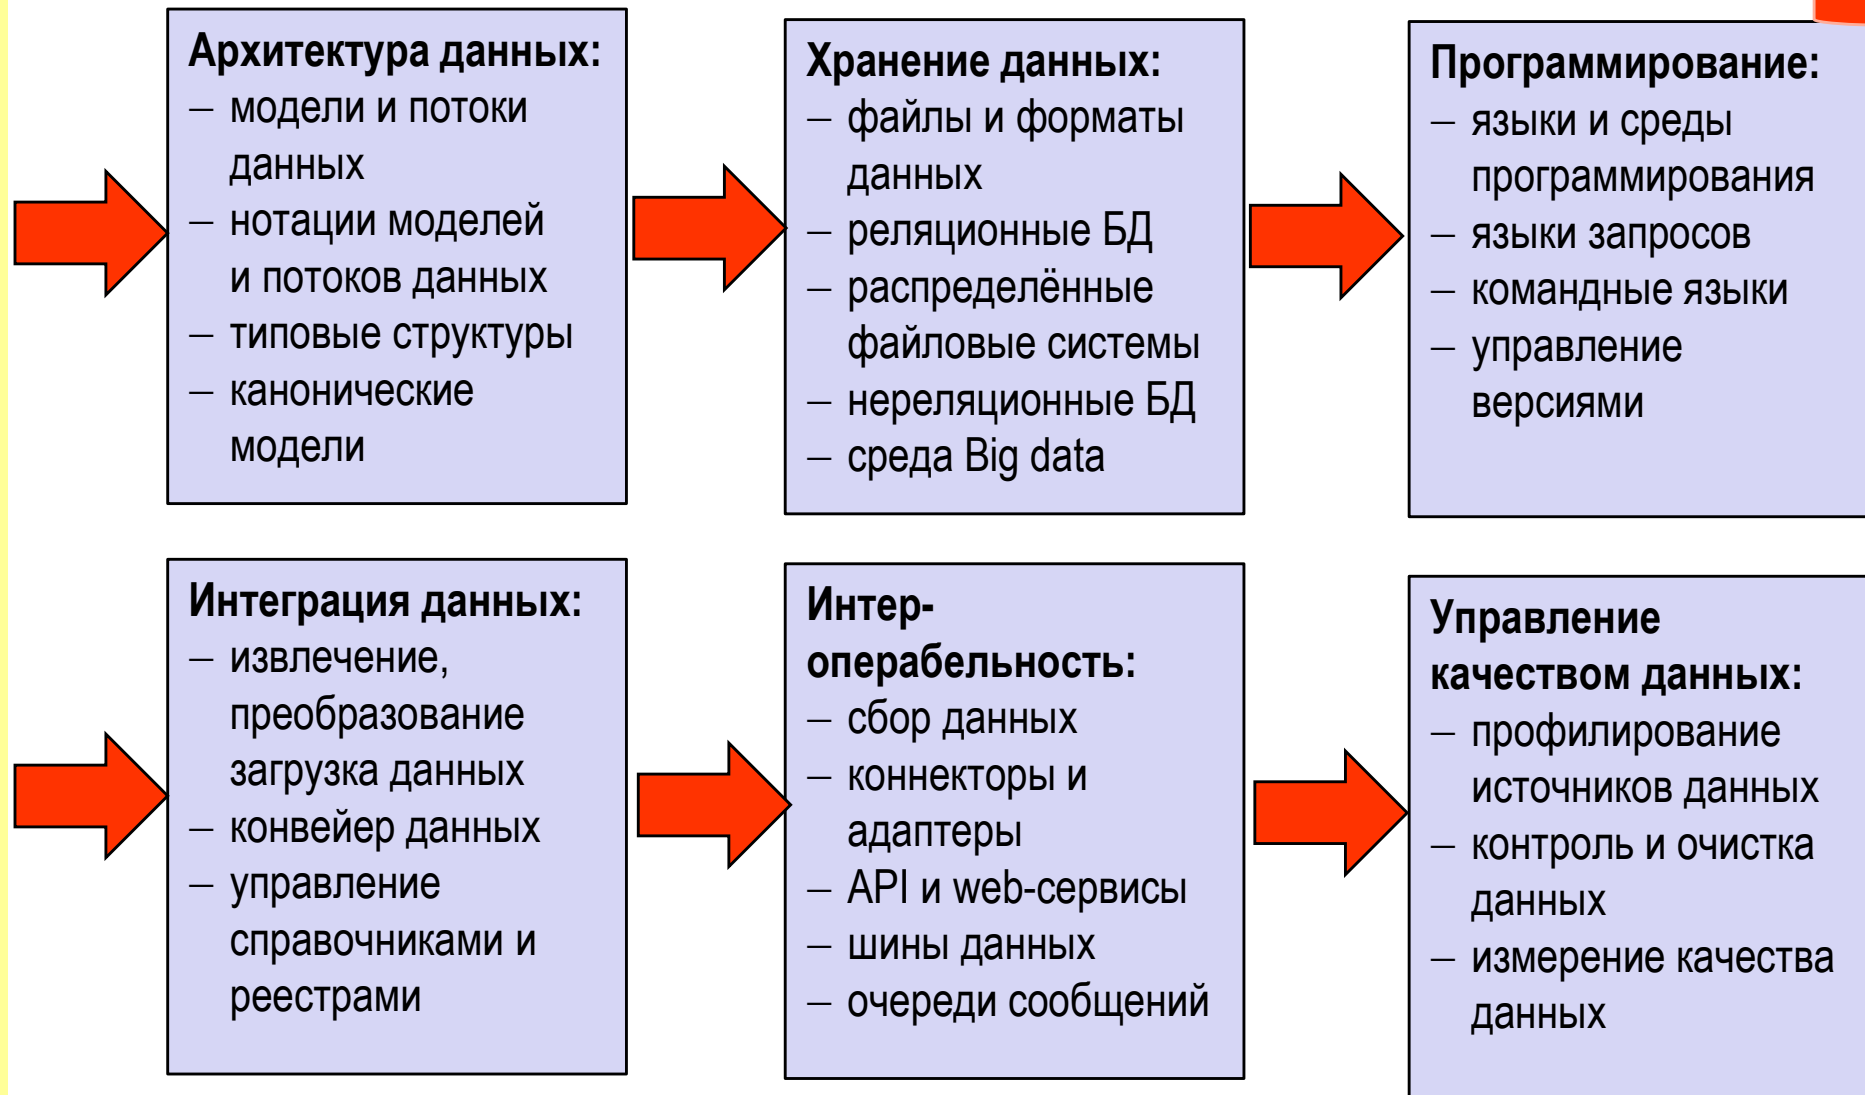 Архитектура данных:
– модели и потоки
данных
– нотации моделей
и потоков данных
– типовые структуры
– канонические
модели
Хранение данных:
– файлы и форматы
данных
– реляционные БД
– распределённые
файловые системы
– нереляционные БД
– среда Big data
Программирование:
– языки и среды
программирования
– языки запросов
– командные языки
– управление
версиями
Интеграция данных:
– извлечение,
преобразование
загрузка данных
– конвейер данных
– управление
справочниками и
реестрами
Интер-
операбельность:
– сбор данных
– коннекторы и
адаптеры
– API и web-сервисы
– шины данных
– очереди сообщений
Управление
качеством данных:
– профилирование
источников данных
– контроль и очистка
данных
– измерение качества
данных